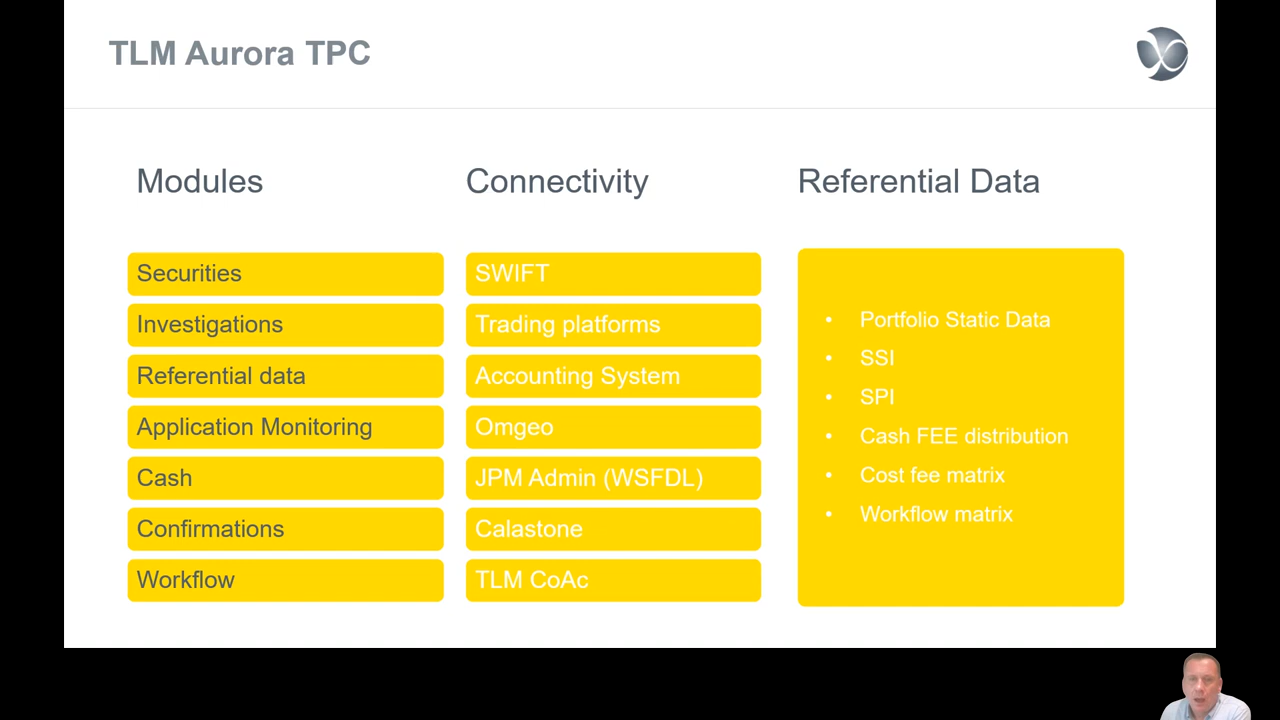 TLM Aurora TPC
Modules
Securities
Investigations
Referential data
Application Monitoring
Cash
Confirmations
Workflow
Connectivity
SWIFT
Trading platforms
Accounting System
Omgeo
JPM Admin (WSFDL)
Calastone
TLM CoAc
Referential Data
• Portfolio Static Data
• SSI
• SPI
• Cash FEE distribution
• Cost fee matrix
• Workflow matrix